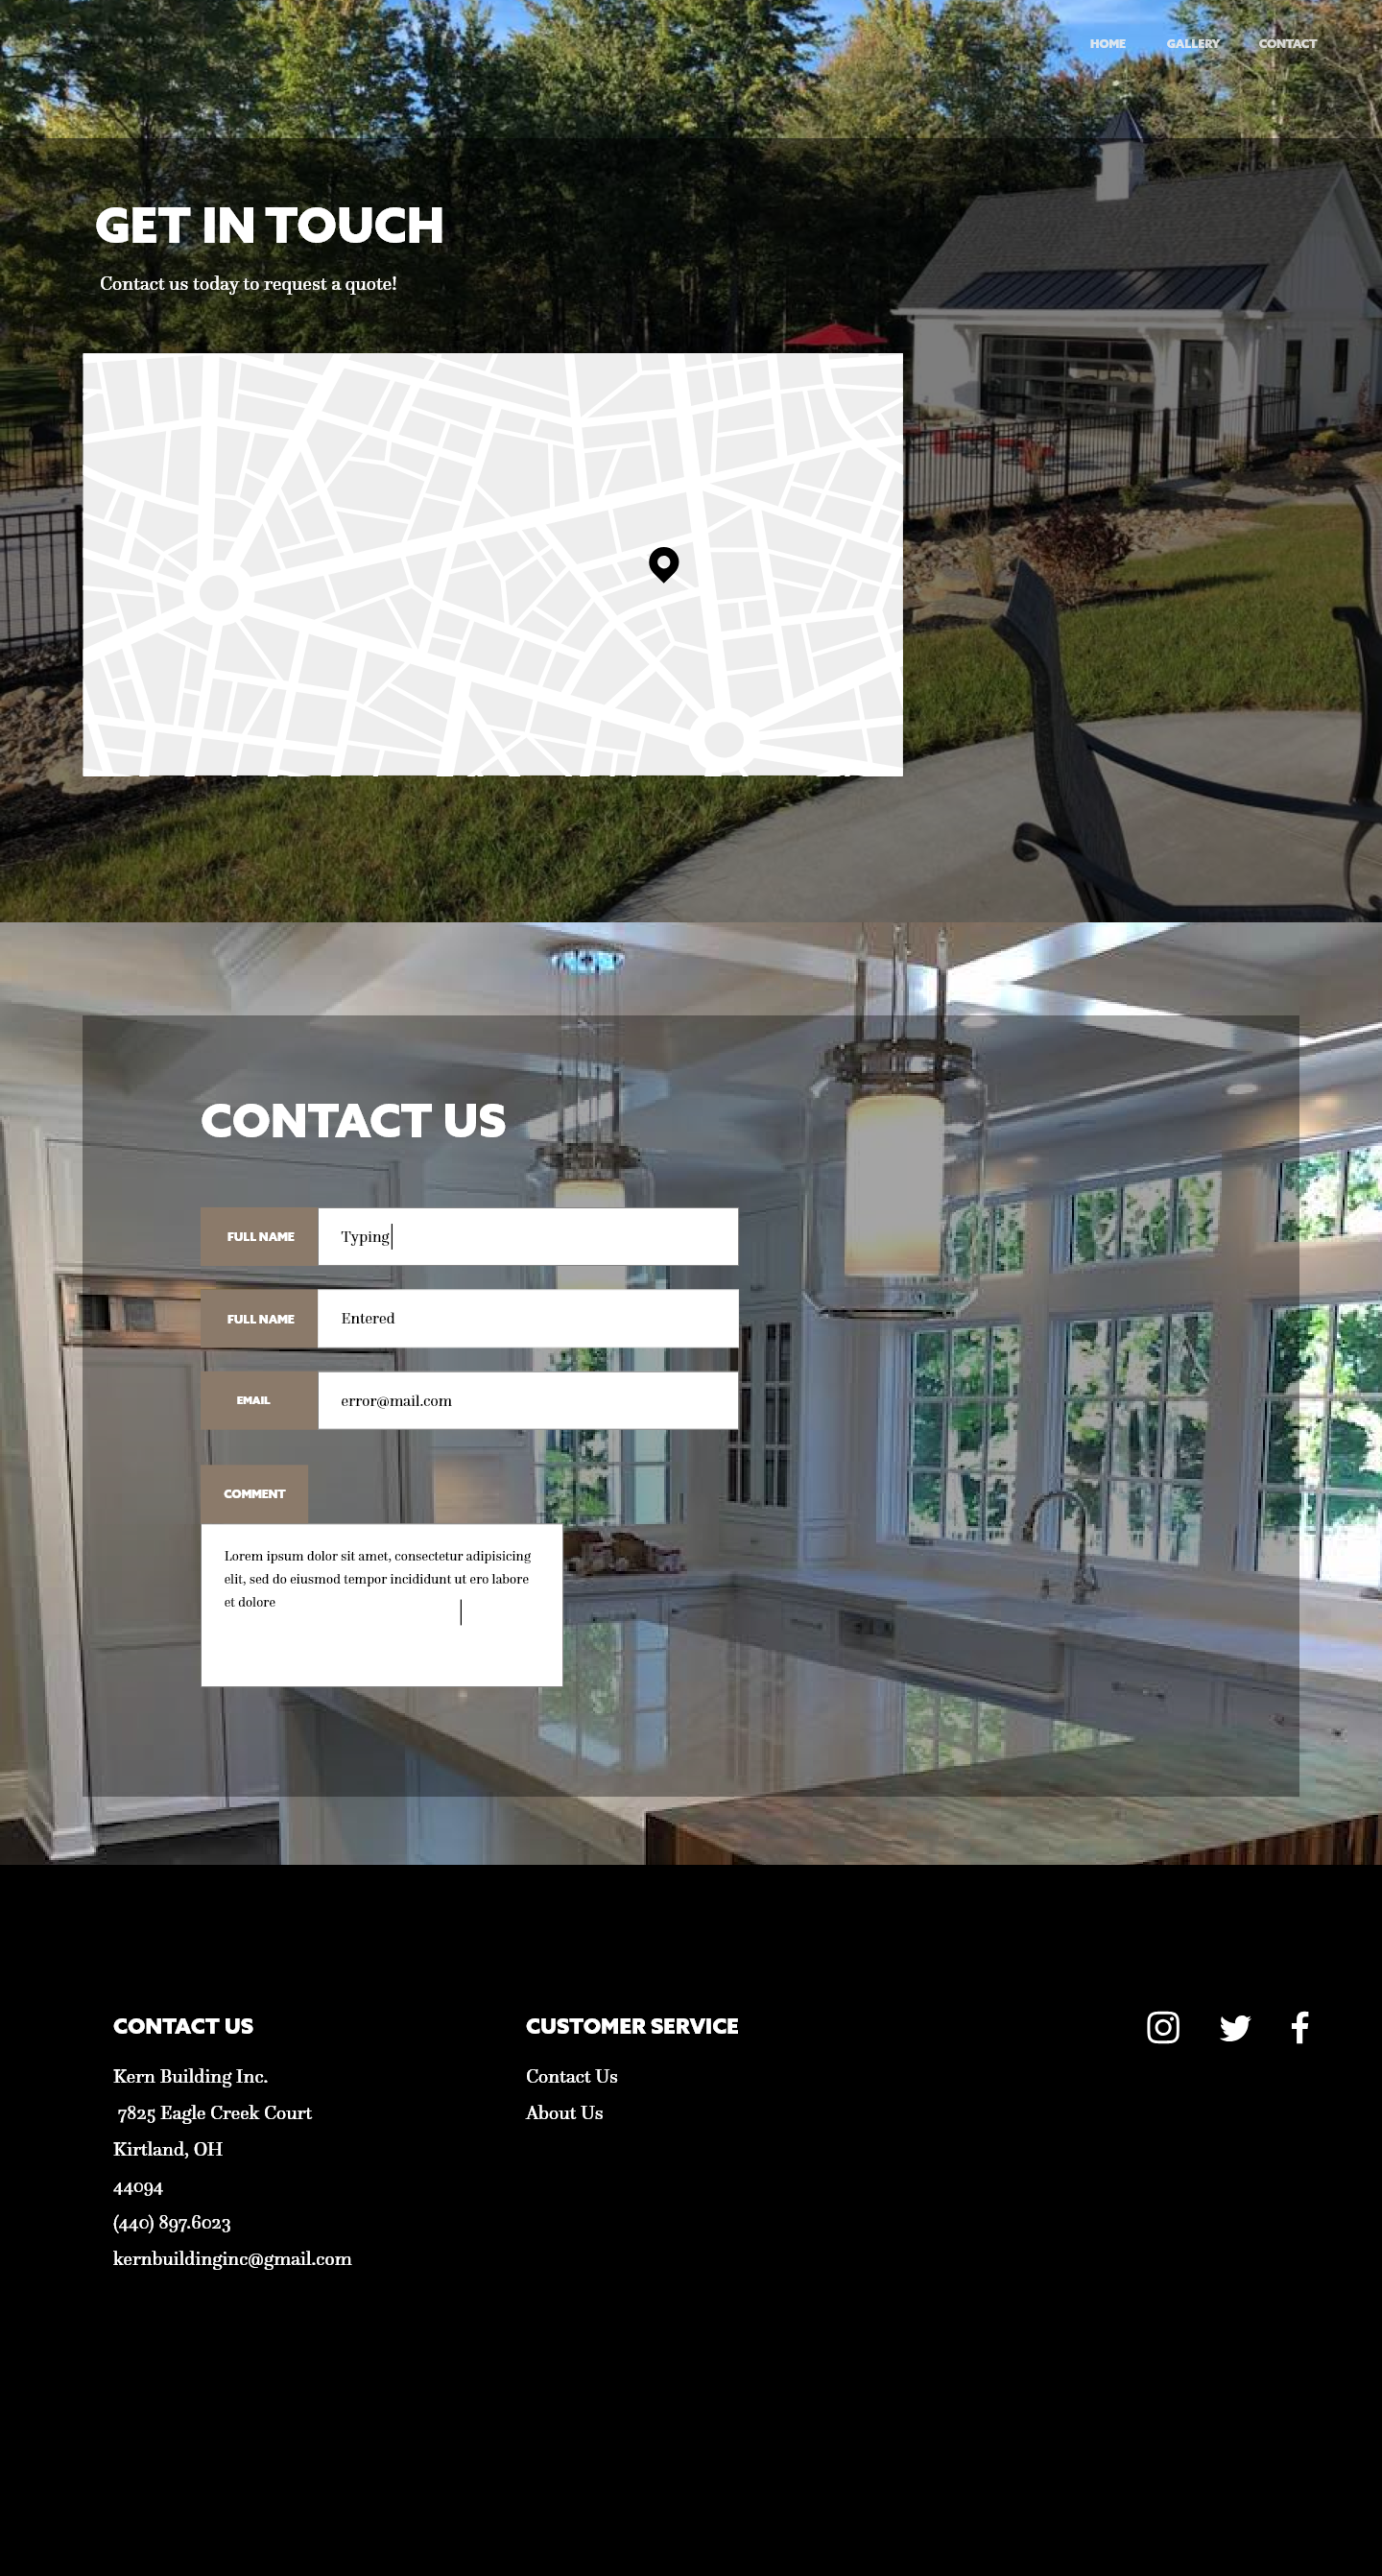 HOME GALLERY CONTACT
GET IN TOUCH
Contact us today to request a quote!
CONTACT US
FULL NAME Typing
FULL NAME Entered
EMAIL error@mail.com
COMMENT
Lorem ipsum dolor sit amet, consectetur adipisicing
elit, sed do eiusmod tempor incididunt ut ero labore
et dolore
CONTACT US
Kern Building Inc.
7825 Eagle Creek Court
Kirtland, OH
44094
(440) 897.6023
kernbuildinginc@gmail.com
CUSTOMER SERVICE
Contact Us
About Us